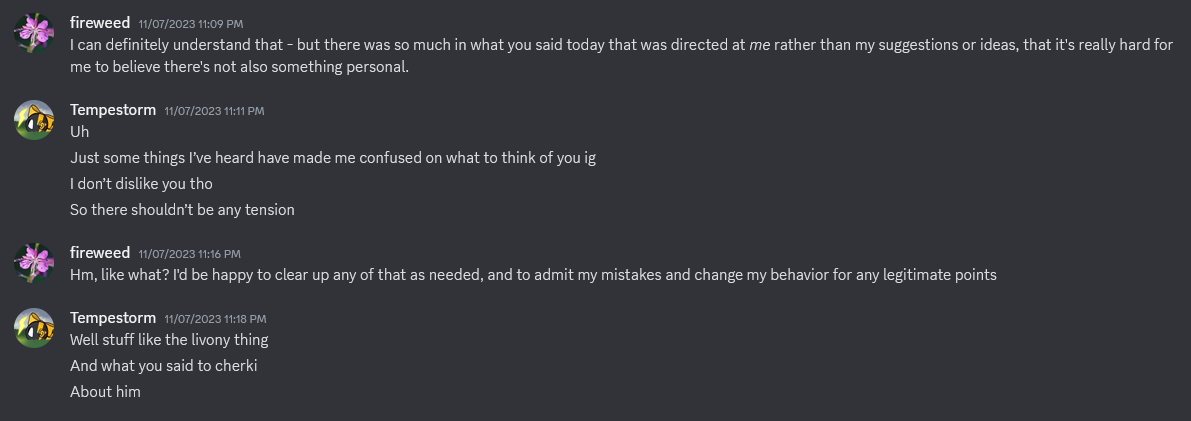 fireweed 11/07/2023 11:09 PM
I can definitely understand that - but there was so much in what you said today that was directed at me rather than my suggestions or ideas, that it's really hard for
me to believe there's not also something personal.
Tempestorm 11/07/2023 11:11 PM
Uh
Just some things I've heard have made me confused on what to think of you ig
I don't dislike you tho
So there shouldn't be any tension
fireweed 11/07/2023 11:16 PM
Hm, like what? I'd be happy to clear up any of that as needed, and to admit my mistakes and change my behavior for any legitimate points
Tempestorm 11/07/2023 11:18 PM
Well stuff like the livony thing
And what you said to cherki
About him